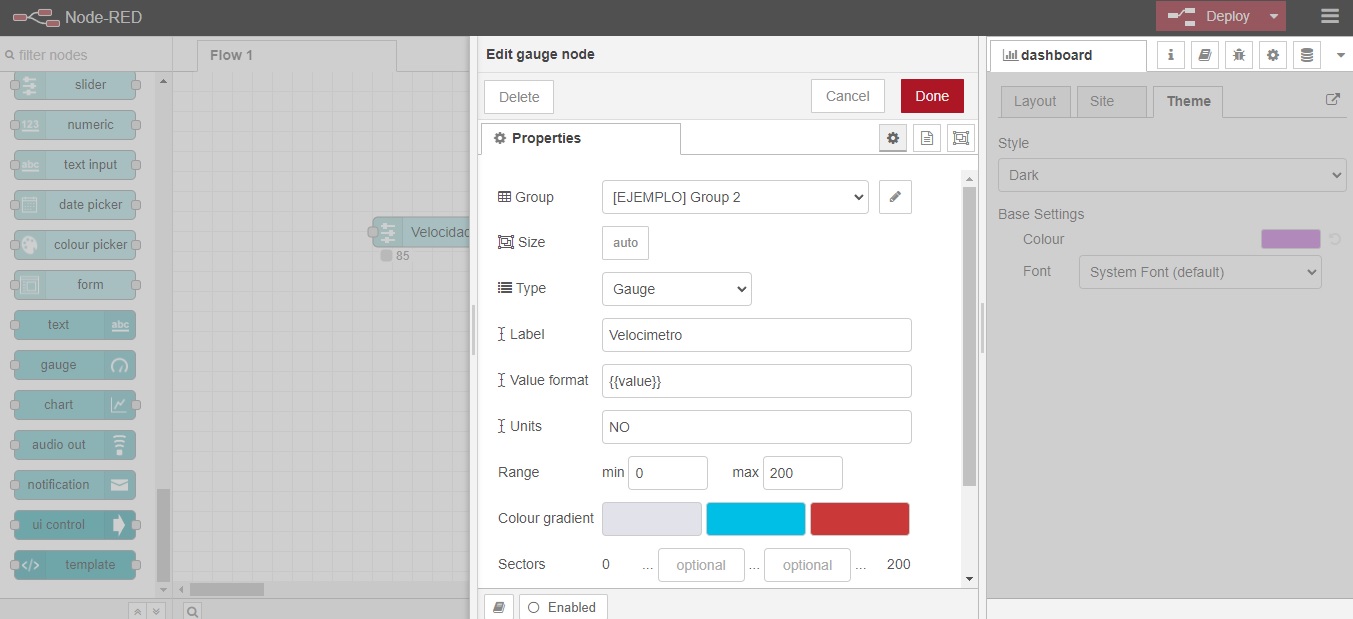 Node-RED
Deploy
filter nodes
slider
123 numeric
abc text input
date picker
colour picker
form
text abc
gauge
chart
audio out
notification
ui control
</> template
Flow 1
Velocidad
85
Edit gauge node
Delete
Cancel
Done
Properties
Group
[EJEMPLO] Group 2
Size
auto
Type
Gauge
Label
Velocimetro
Value format
{{value}}
Units
NO
Range
min 0
max 200
Colour gradient
Sectors
0 ... optional ... optional ... 200
Enabled
dashboard
i
Layout
Site
Theme
Style
Dark
Base Settings
Colour
Font
System Font (default)